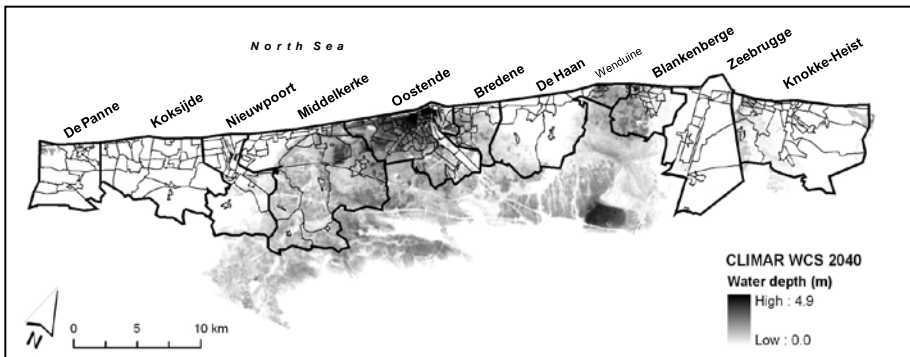 North Sea
De Panne
Koksijde
Nieuwpoort
Middelkerke
Oostende
Bredene
De Haan
Wenduine
Blankenberge
Zeebrugge
Knokke-Heist
CLIMAR WCS 2040
Water depth (m)
High : 4.9
Low : 0.0
N
0 5 10 km